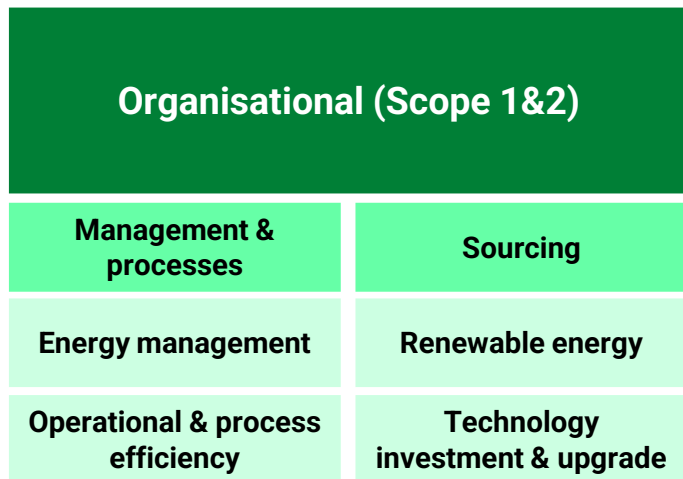 Organisational (Scope 1&2)
Management &
processes
Sourcing
Energy management
Renewable energy
Operational & process
efficiency
Technology
investment & upgrade